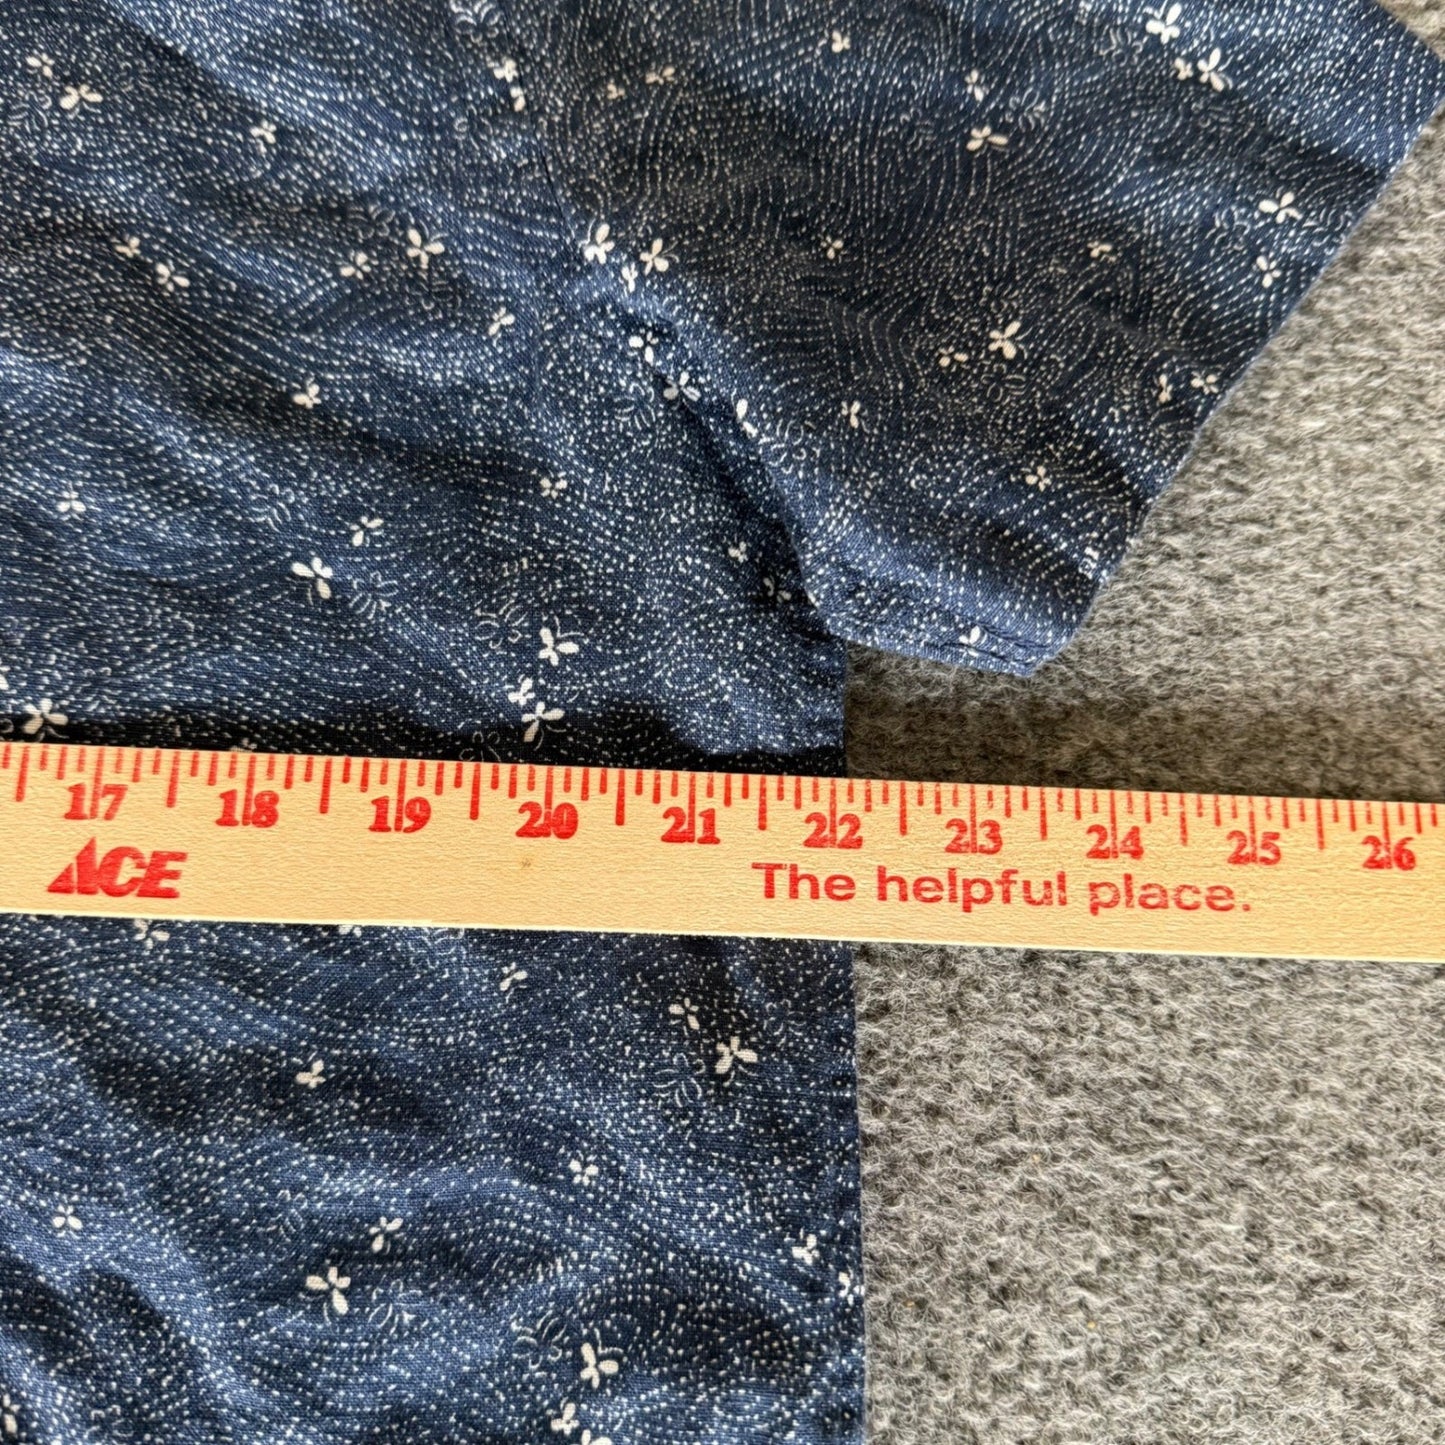 17 18 19 20 21 22 23 24 25 26
ACE The helpful place.